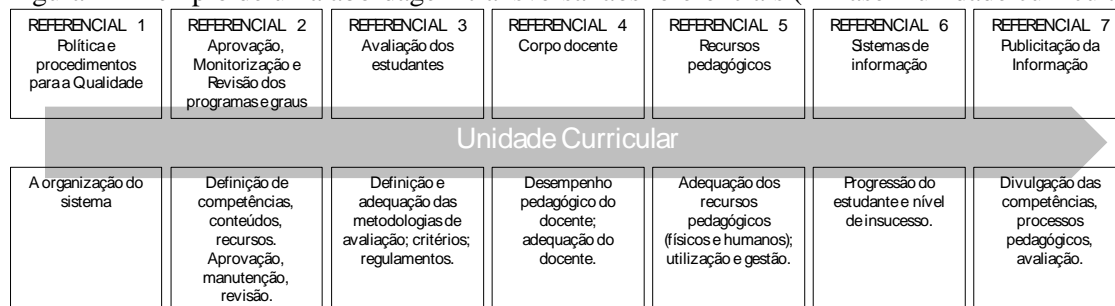 REFERENCIAL 1
Política e
procedimentos
para a Qualidade
REFERENCIAL 2
Aprovação,
Monitorização e
Revisão dos
programas e graus
REFERENCIAL 3
Avaliação dos
estudantes
REFERENCIAL 4
Corpo docente
REFERENCIAL 5
Recursos
pedagógicos
REFERENCIAL 6
Sistemas de
informação
REFERENCIAL 7
Publicitação da
Informação
Unidade Curricular
A organização do
sistema
Definição de
competências,
conteúdos,
recursos.
Aprovação,
manutenção,
revisão.
Definição e
adequação das
metodologias de
avaliação; critérios;
regulamentos.
Desempenho
pedagógico do
docente;
adequação do
docente.
Adequação dos
recursos
pedagógicos
(físicos e humanos);
utilização e gestão.
Progressão do
estudante e nível
de insucesso.
Divulgação das
competências,
processos
pedagógicos,
avaliação.